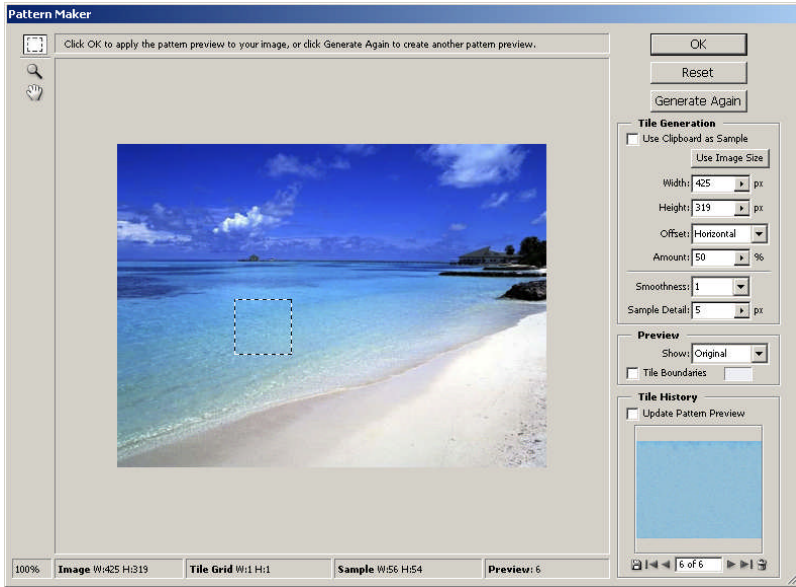 Pattern Maker
Click OK to apply the pattern preview to your image, or click Generate Again to create another pattern preview.
OK
Reset
Generate Again
Tile Generation
Use Clipboard as Sample
Use Image Size
Width: 425 px
Height: 319 px
Offset: Horizontal
Amount: 50 %
Smoothness: 1
Sample Detail: 5 px
Preview
Show: Original
Tile Boundaries
Tile History
Update Pattern Preview
6 of 6
100% Image W:425 H:319 Tile Grid W:1 H:1 Sample W:56 H:54 Preview: 6